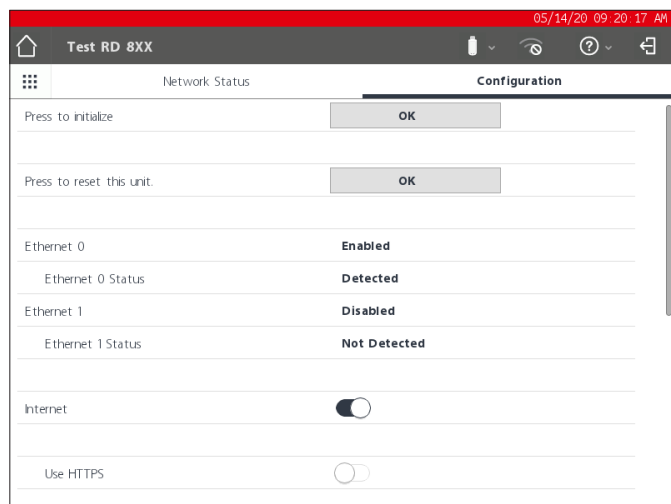 05/14/20 09:20:17 AM
Test RD 8XX
Network Status Configuration
Press to initialize OK
Press to reset this unit. OK
Ethernet 0 Enabled
Ethernet 0 Status Detected
Ethernet 1 Disabled
Ethernet 1 Status Not Detected
Internet
Use HTTPS